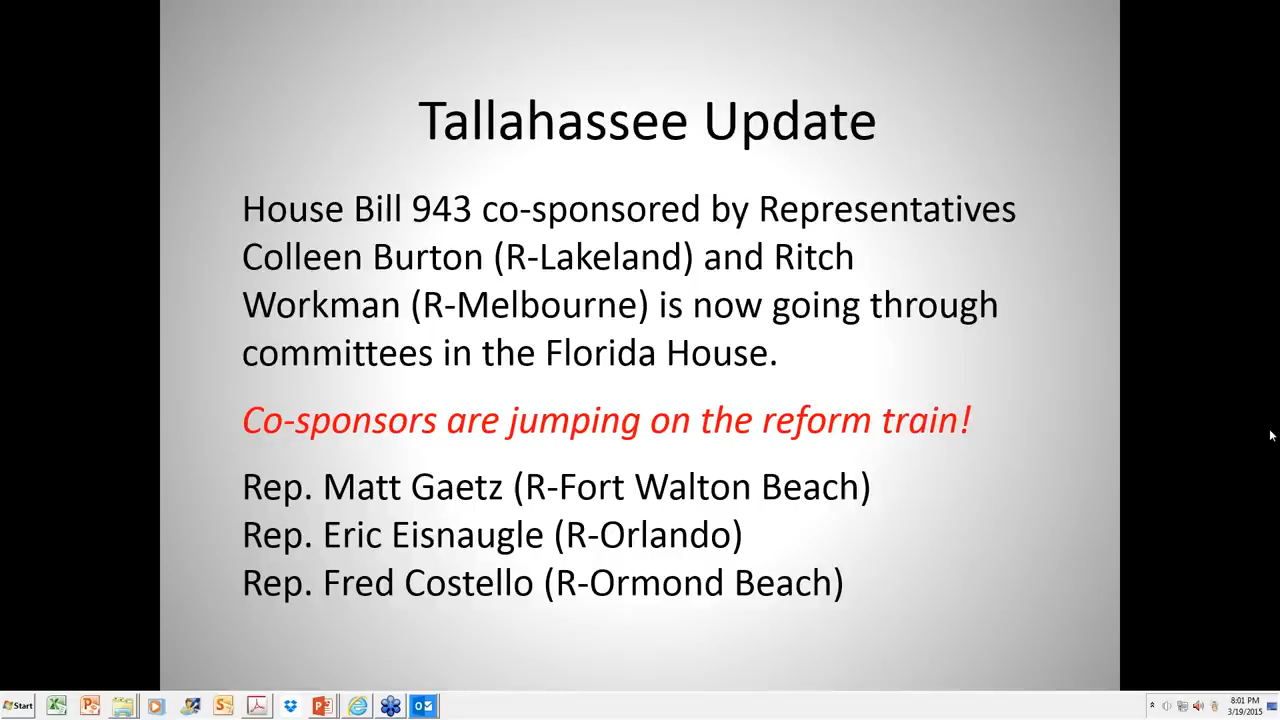 Tallahassee Update
House Bill 943 co-sponsored by Representatives
Colleen Burton (R-Lakeland) and Ritch
Workman (R-Melbourne) is now going through
committees in the Florida House.
Co-sponsors are jumping on the reform train!
Rep. Matt Gaetz (R-Fort Walton Beach)
Rep. Eric Eisnaugle (R-Orlando)
Rep. Fred Costello (R-Ormond Beach)
Start
8:01 PM
3/19/2015